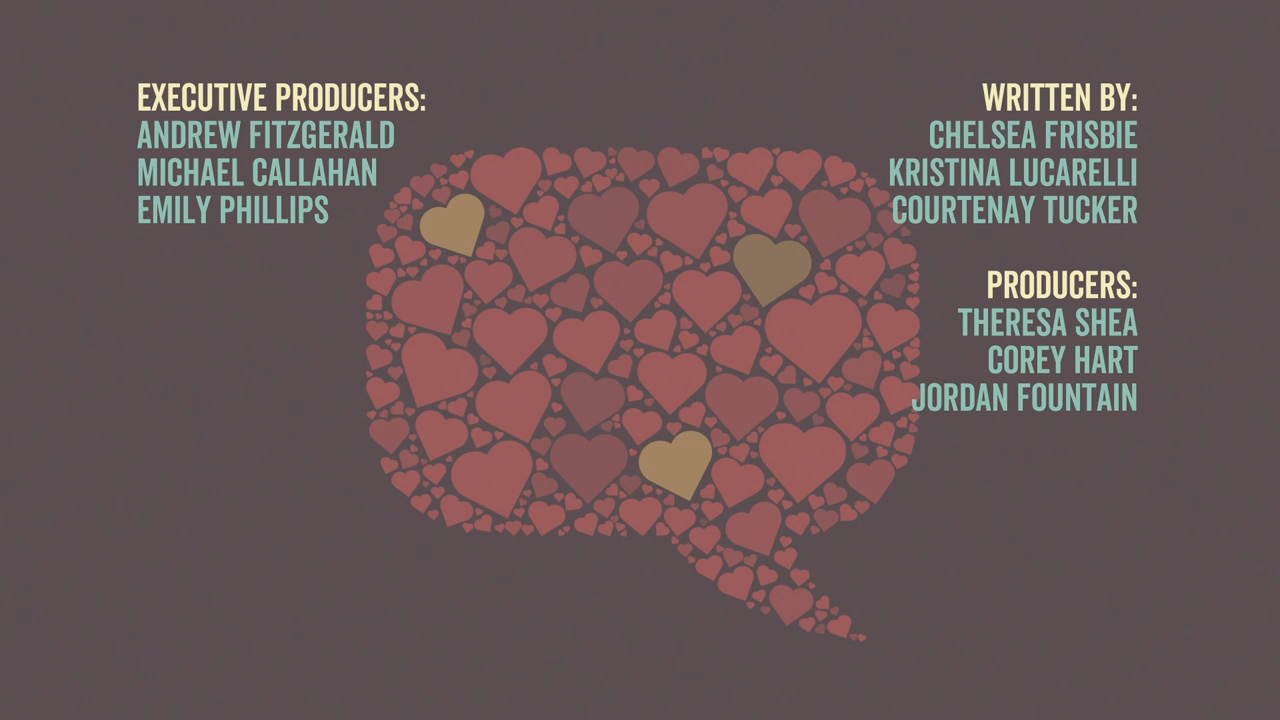 EXECUTIVE PRODUCERS:
ANDREW FITZGERALD
MICHAEL CALLAHAN
EMILY PHILLIPS
WRITTEN BY:
CHELSEA FRISBIE
KRISTINA LUCARELLI
COURTENAY TUCKER
PRODUCERS:
THERESA SHEA
COREY HART
JORDAN FOUNTAIN